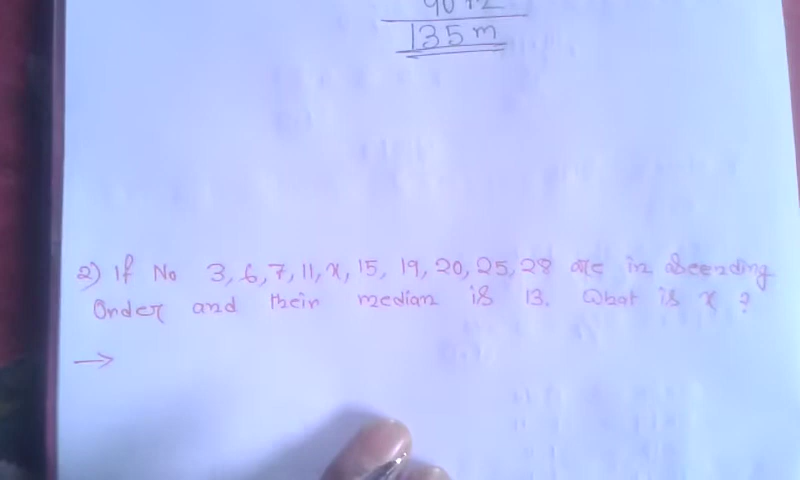 135m
2) If No 3, 6, 7, 11, x, 15, 19, 20, 25, 28 are in ascending
Order and their median is 13. What is x ?
→